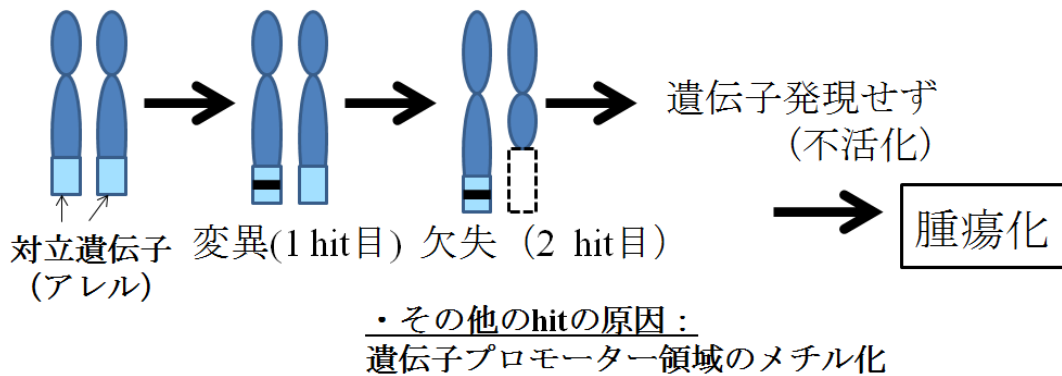 遺伝子発現せず
(不活化)
対立遺伝子
(アレル)
変異(1 hit目)
欠失(2 hit目)
腫瘍化
・その他のhitの原因:
遺伝子プロモーター領域のメチル化